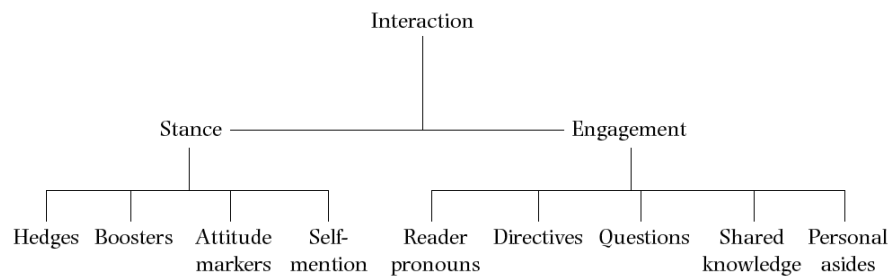 Interaction
Stance
Engagement
Hedges
Boosters
Attitude
markers
Self-
mention
Reader
pronouns
Directives
Questions
Shared
knowledge
Personal
asides